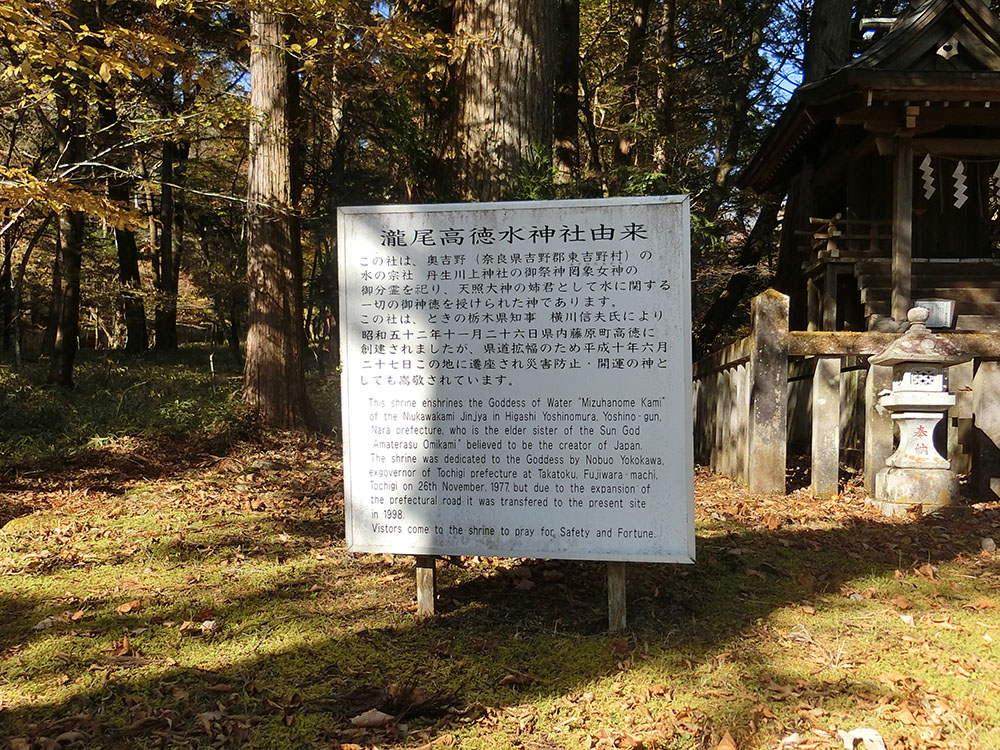 瀧尾高徳水神社由来
この社は、奥吉野（奈良県吉野郡東吉野村）の
水の宗社 丹生川上神社の御祭神罔象女神の
御分霊を祀り、天照大神の姉君として水に関する
一切の御神徳を授けられた神であります。
この社は、ときの栃木県知事 横川信夫氏により
昭和五十二年十一月二十六日県内藤原町高徳に
創建されましたが、県道拡幅のため平成十年六月
二十七日この地に遷座され災害防止・開運の神と
しても崇敬されています。
This shrine enshrines the Goddess of Water "Mizuhanome Kami"
of the Niukawakami Jinjya in Higashi Yoshinomura, Yoshino-gun,
Nara prefecture, who is the elder sister of the Sun God
"Amaterasu Omikami" believed to be the creator of Japan.
The shrine was dedicated to the Goddess by Nobuo Yokokawa,
exgovernor of Tochigi prefecture at Takatoku, Fujiwara-machi,
Tochigi on 26th November, 1977, but due to the expansion of
the prefectural road it was transfered to the present site
in 1998.
Vistors come to the shrine to pray for Safety and Fortune.
奉納